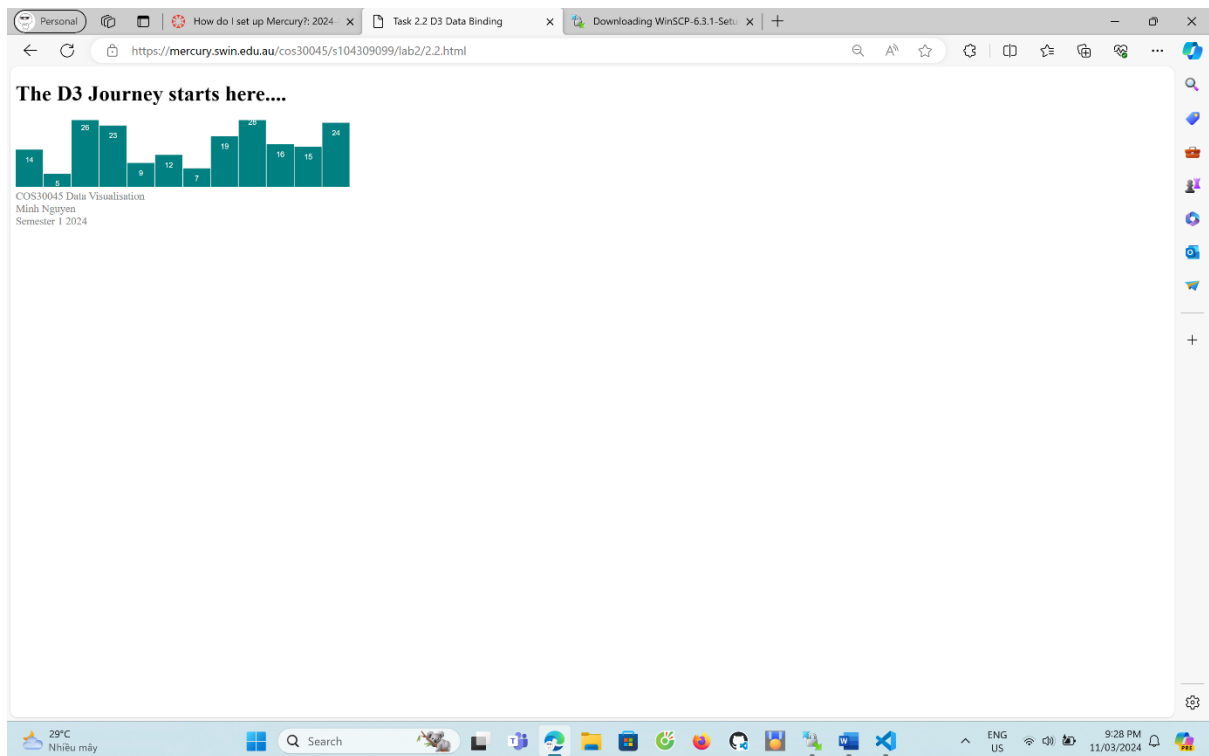 Personal
How do I set up Mercury?: 2024-
Task 2.2 D3 Data Binding
Downloading WinSCP-6.3.1-Setu
https://mercury.swin.edu.au/cos30045/s104309099/lab2/2.2.html
The D3 Journey starts here....
14 5 26 23 9 12 7 19 28 16 15 24
COS30045 Data Visualisation
Minh Nguyen
Semester 1 2024
29°C
Nhiều mây
Search
ENG
US
9:28 PM
11/03/2024
PRE